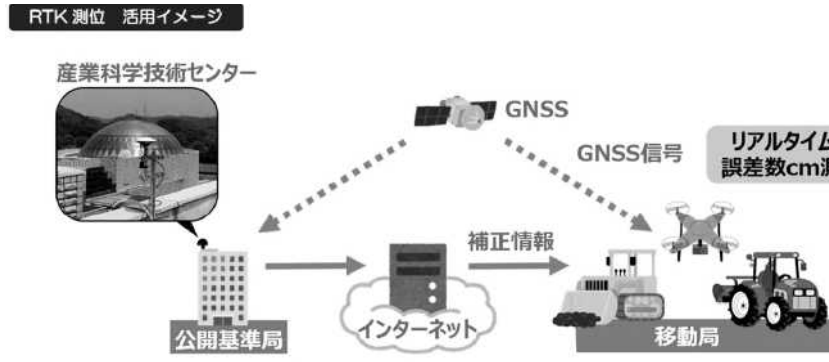 RTK 測位 活用イメージ
産業科学技術センター
GNSS
GNSS信号
リアルタイム
誤差数cm測
補正情報
インターネット
公開基準局
移動局